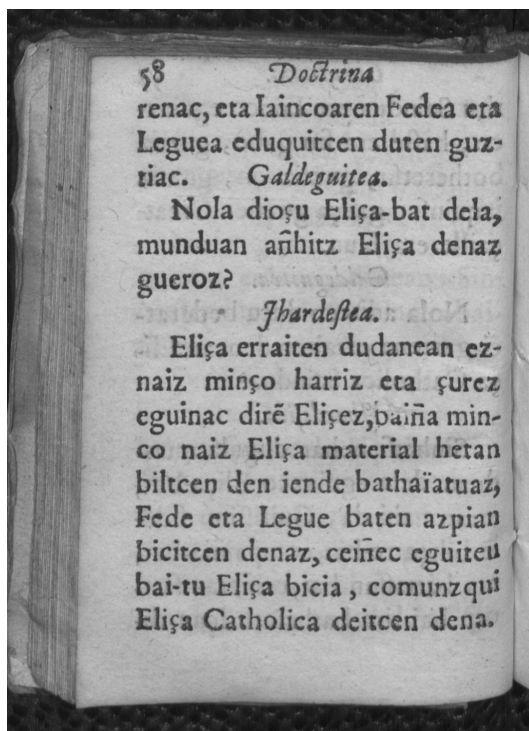 58 Doctrina
renac, eta Iaincoaren Fedea eta
Leguea eduquitcen duten guz-
tiac. Galdeguitea.
Nola dioçu Eliça-bat dela,
munduan añhitz Eliça denaz
gueroz?
Jhardeſtea.
Eliça erraiten dudanean ez-
naiz minço harriz eta çurez
eguinac dirẽ Eliçez, baiña min-
co naiz Eliça material hetan
biltcen den iende bathaïatuaz,
Fede eta Legue baten azpian
bicitcen denaz, ceiñec eguiteu
bai-tu Eliça bicia, comunzqui
Eliça Catholica deitcen dena.